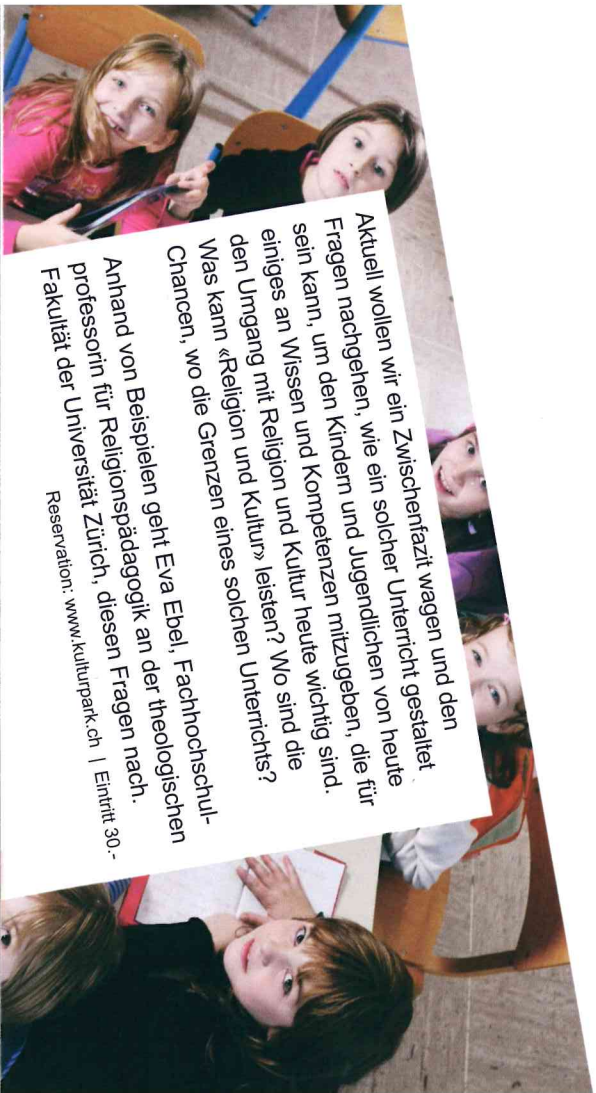 Aktuell wollen wir ein Zwischenfazit wagen und den
Fragen nachgehen, wie ein solcher Unterricht gestaltet
sein kann, um den Kindern und Jugendlichen von heute
einiges an Wissen und Kompetenzen mitzugeben, die für
den Umgang mit Religion und Kultur heute wichtig sind.
Was kann «Religion und Kultur» leisten? Wo sind die
Chancen, wo die Grenzen eines solchen Unterrichts?
Anhand von Beispielen geht Eva Ebel, Fachhochschul-
professorin für Religionspädagogik an der theologischen
Fakultät der Universität Zürich, diesen Fragen nach.
Reservation: www.kulturpark.ch | Eintritt 30.-